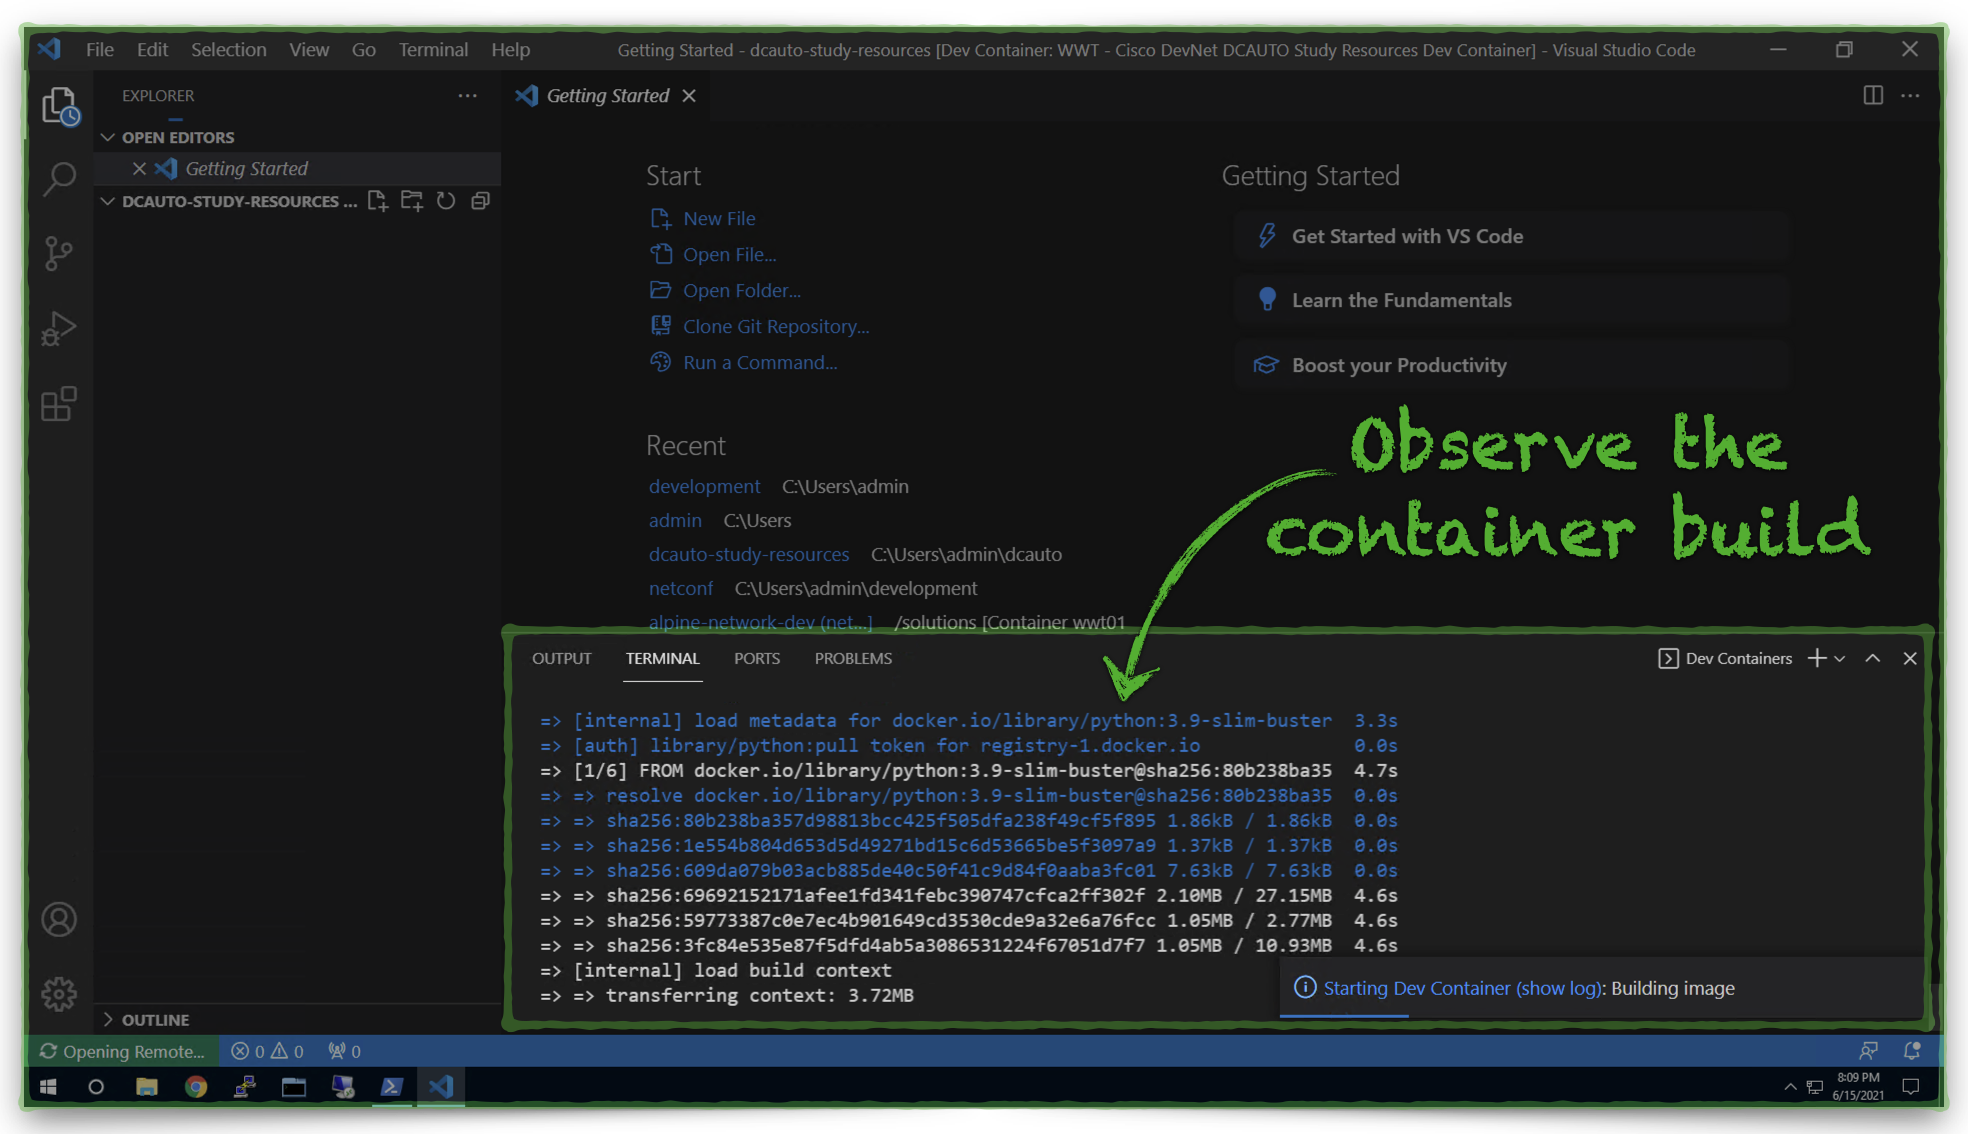 File Edit Selection View Go Terminal Help Getting Started - dcauto-study-resources [Dev Container: WWT - Cisco DevNet DCAUTO Study Resources Dev Container] - Visual Studio Code
EXPLORER
OPEN EDITORS
Getting Started
DCAUTO-STUDY-RESOURCES ...
OUTLINE
Getting Started
Start
New File
Open File...
Open Folder...
Clone Git Repository...
Run a Command...
Recent
development C:\Users\admin
admin C:\Users
dcauto-study-resources C:\Users\admin\dcauto
netconf C:\Users\admin\development
alpine-network-dev (net...] /solutions [Container wwt01
Getting Started
Get Started with VS Code
Learn the Fundamentals
Boost your Productivity
Observe the
container build
OUTPUT TERMINAL PORTS PROBLEMS Dev Containers
=> [internal] load metadata for docker.io/library/python:3.9-slim-buster 3.3s
=> [auth] library/python:pull token for registry-1.docker.io 0.0s
=> [1/6] FROM docker.io/library/python:3.9-slim-buster@sha256:80b238ba35 4.7s
=> => resolve docker.io/library/python:3.9-slim-buster@sha256:80b238ba35 0.0s
=> => sha256:80b238ba357d98813bcc425f505dfa238f49cf5f895 1.86kB / 1.86kB 0.0s
=> => sha256:1e554b804d653d5d49271bd15c6d53665be5f3097a9 1.37kB / 1.37kB 0.0s
=> => sha256:609da079b03acb885de40c50f41c9d84f0aaba3fc01 7.63kB / 7.63kB 0.0s
=> => sha256:69692152171afee1fd341febc390747cfca2ff302f 2.10MB / 27.15MB 4.6s
=> => sha256:59773387c0e7ec4b901649cd3530cde9a32e6a76fcc 1.05MB / 2.77MB 4.6s
=> => sha256:3fc84e535e87f5dfd4ab5a3086531224f67051d7f7 1.05MB / 10.93MB 4.6s
=> [internal] load build context
=> => transferring context: 3.72MB
Starting Dev Container (show log): Building image
Opening Remote... 0 0 0
8:09 PM
6/15/2021